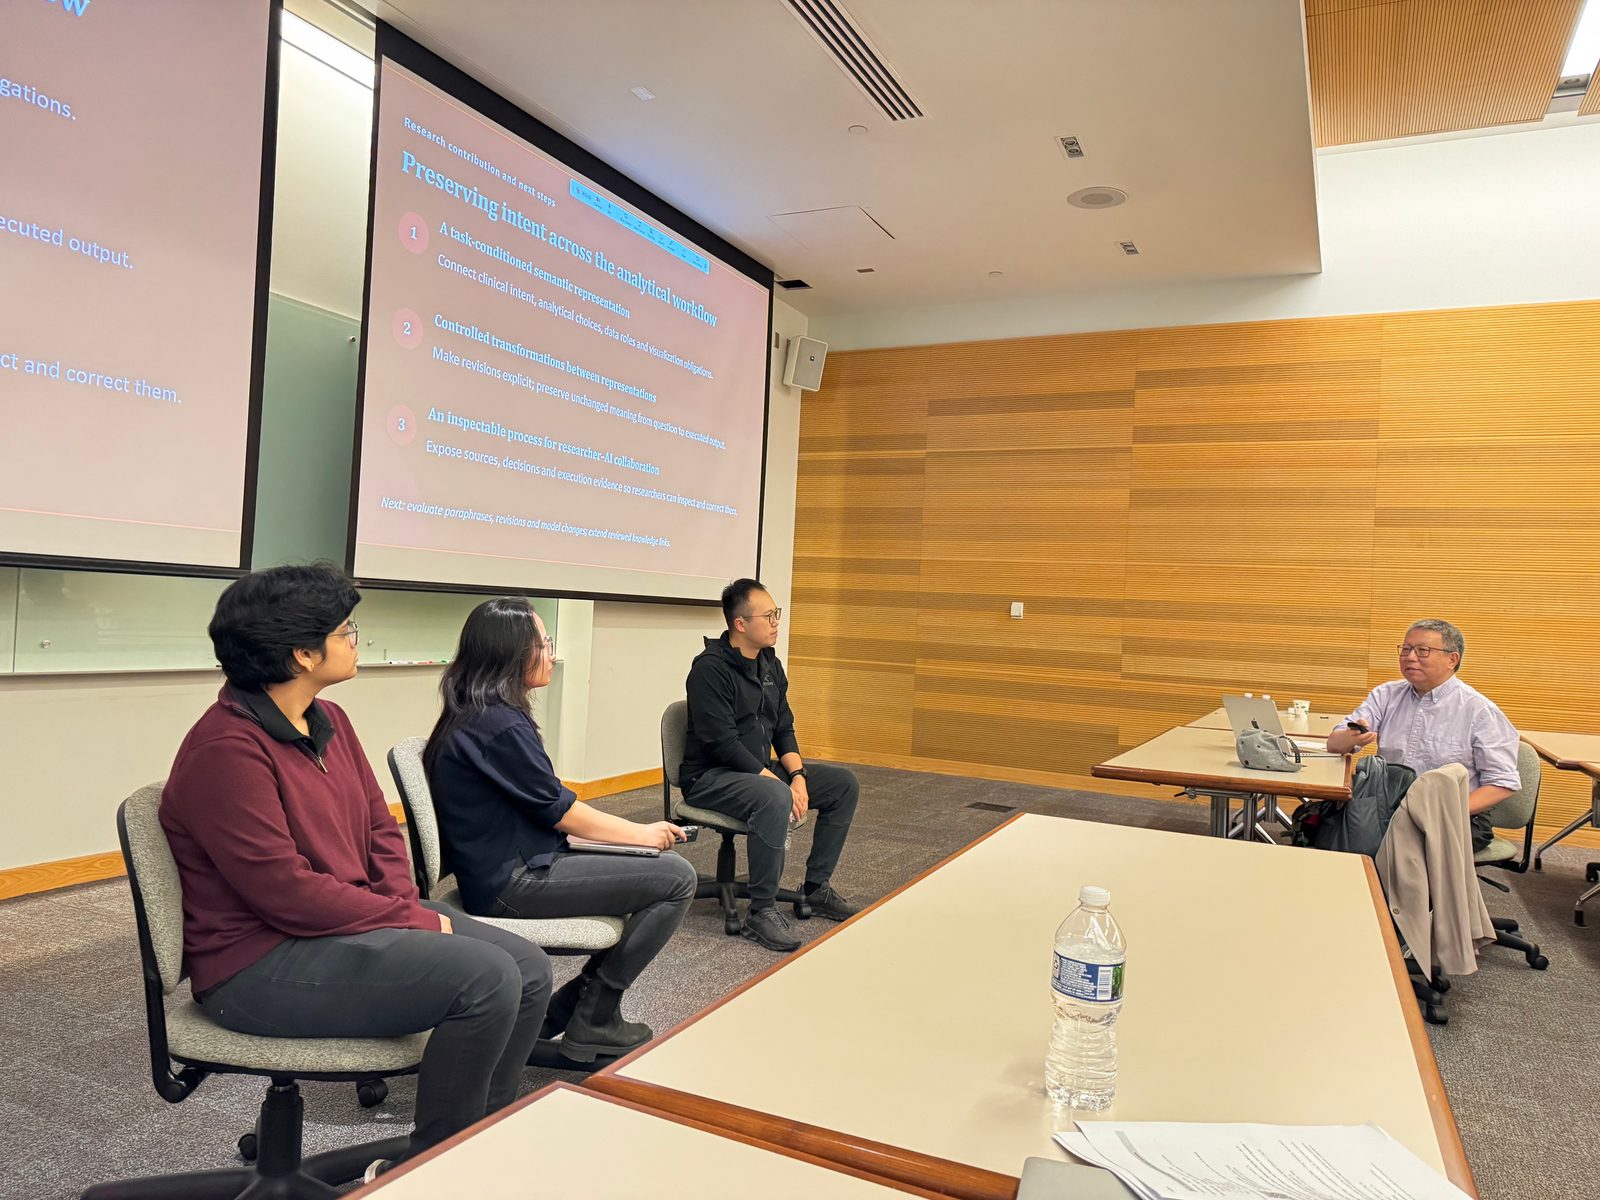 gations.
ecuted output.
ct and correct them.
Research contribution and next steps
Preserving intent across the analytical workflow
1
A task-conditioned semantic representation
Connect clinical intent, analytical choices, data roles and visualization obligations.
2
Controlled transformations between representations
Make revisions explicit; preserve unchanged meaning from question to executed output.
3
An inspectable process for researcher–AI collaboration
Expose sources, decisions and execution evidence so researchers can inspect and correct them.
Next: evaluate paraphrases, revisions and model changes; extend reviewed knowledge links.